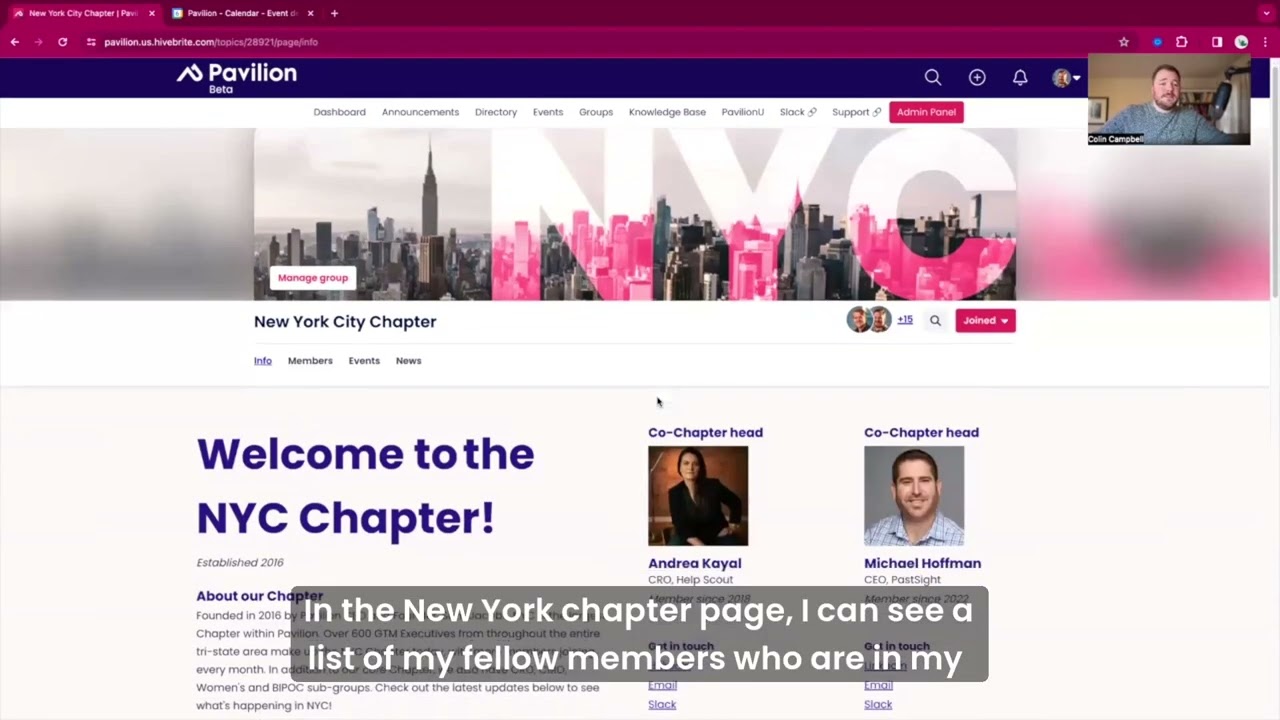 New York City Chapter | Pavi
Pavilion - Calendar - Event d
pavilion.us.hivebrite.com/topics/28921/page/info
Pavilion
Beta
Colin Campbell
Dashboard Announcements Directory Events Groups Knowledge Base PavilionU Slack Support Admin Panel
NYC
Manage group
New York City Chapter
+15
Joined
Info Members Events News
Welcome to the
NYC Chapter!
Established 2016
About our Chapter
Founded in 2016 by
Chapter within Pavilion. Over 600 GTM Executives from throughout the entire
tri-state area make
every month. In
Women's and BIPOC sub-groups. Check out the latest updates below to see
what's happening in NYC!
Co-Chapter head
Andrea Kayal
CRO, Help Scout
Member since 2018
Get in touch
LinkedIn
Email
Slack
Co-Chapter head
Michael Hoffman
CEO, PastSight
Member since 2022
Get in touch
LinkedIn
Email
Slack
In the New York chapter page, I can see a
list of my fellow members who are in my